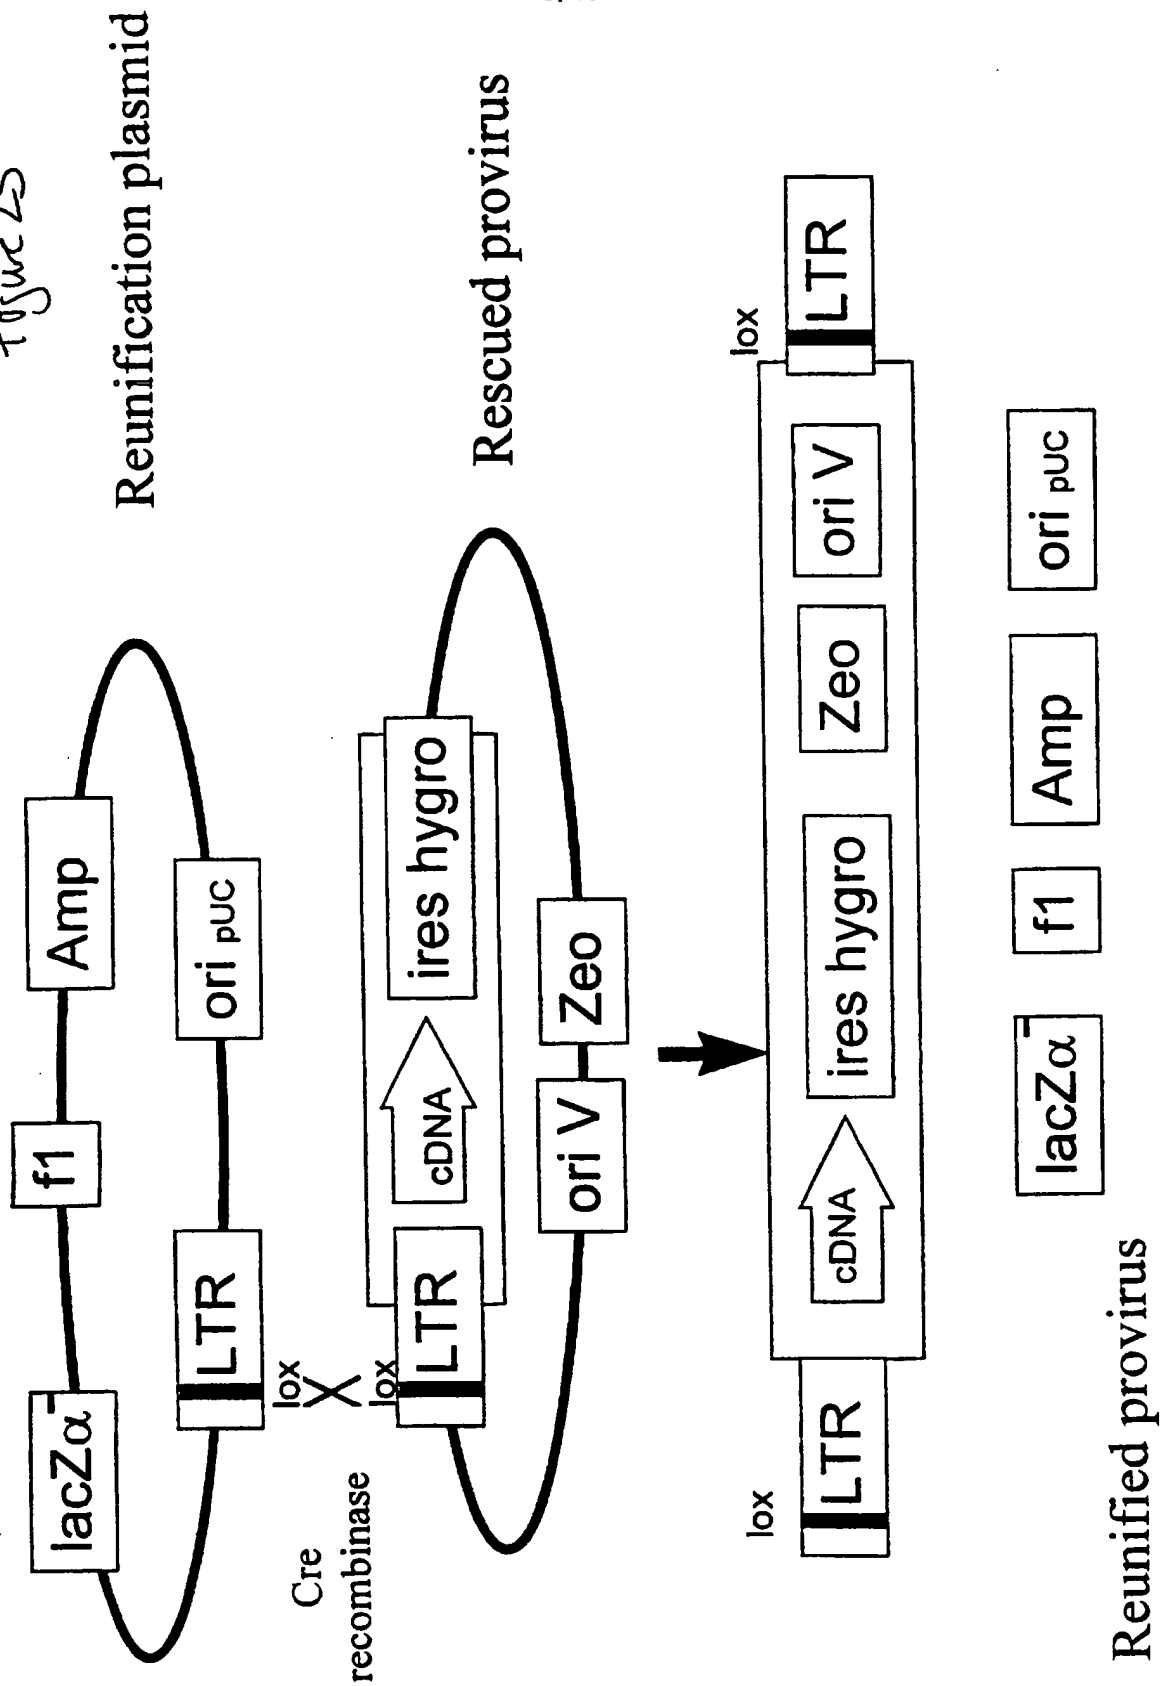 Figure
Reunification plasmid
lacZα-
f1
Amp
LTR
ori pUC
lox
Cre
recombinase
lox
Rescued provirus
LTR
cDNA
ires hygro
ori V
Zeo
lox
lox
LTR
cDNA
ires hygro
Zeo
ori V
LTR
Reunified provirus
lacZα-
f1
Amp
ori pUC